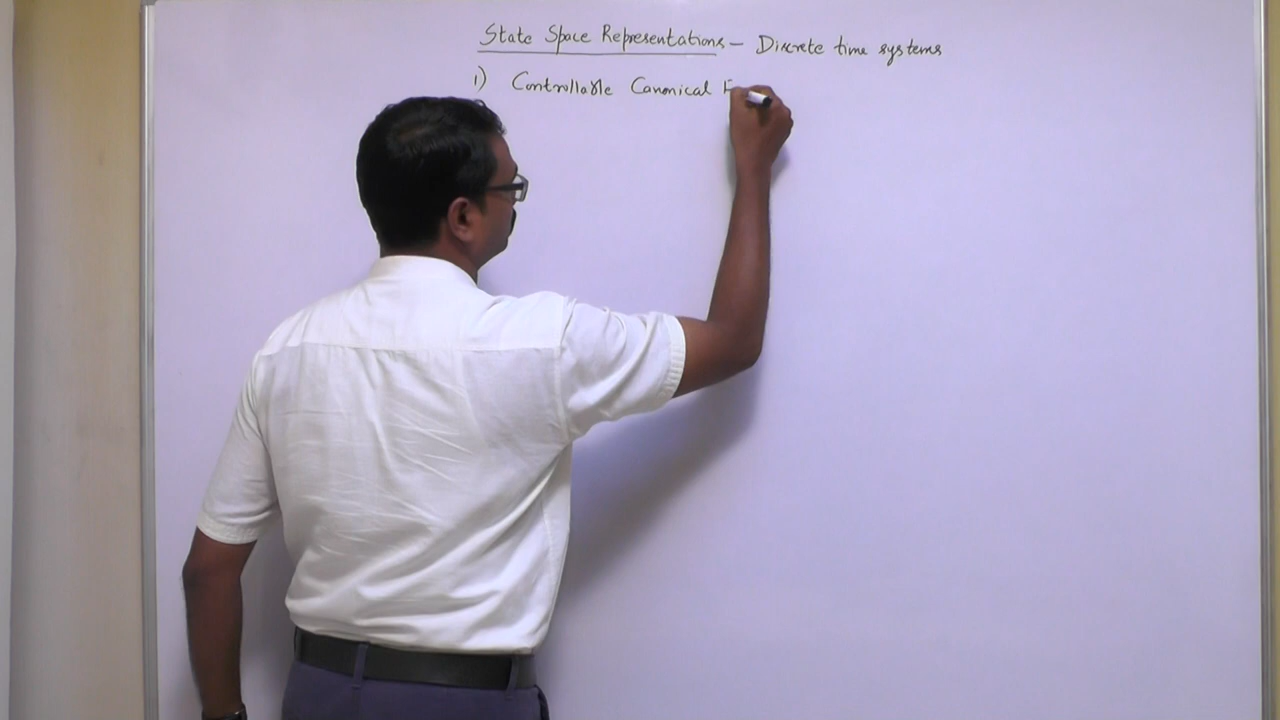 State Space Representations - Discrete time systems
1) Controllable Canonical F